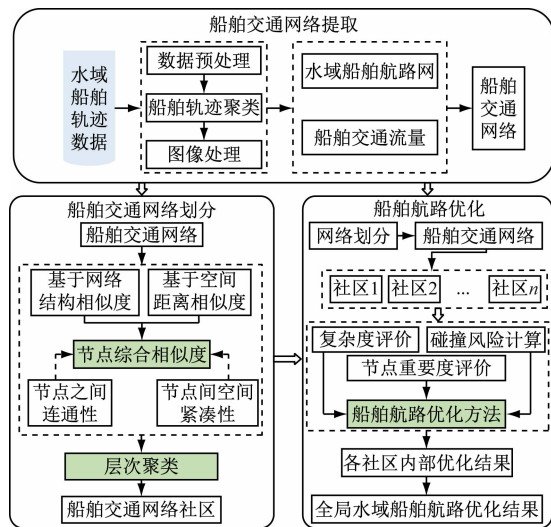 船舶交通网络提取
水域
船舶
轨迹
数据
数据预处理
船舶轨迹聚类
图像处理
水域船舶航路网
船舶交通流量
船舶
交通
网络
船舶交通网络划分
船舶交通网络
基于网络
结构相似度
基于空间
距离相似度
节点综合相似度
节点之间
连通性
节点间空间
紧凑性
层次聚类
船舶交通网络社区
船舶航路优化
网络划分
船舶交通网络
社区1
社区2
...
社区n
复杂度评价
碰撞风险计算
节点重要度评价
船舶航路优化方法
各社区内部优化结果
全局水域船舶航路优化结果